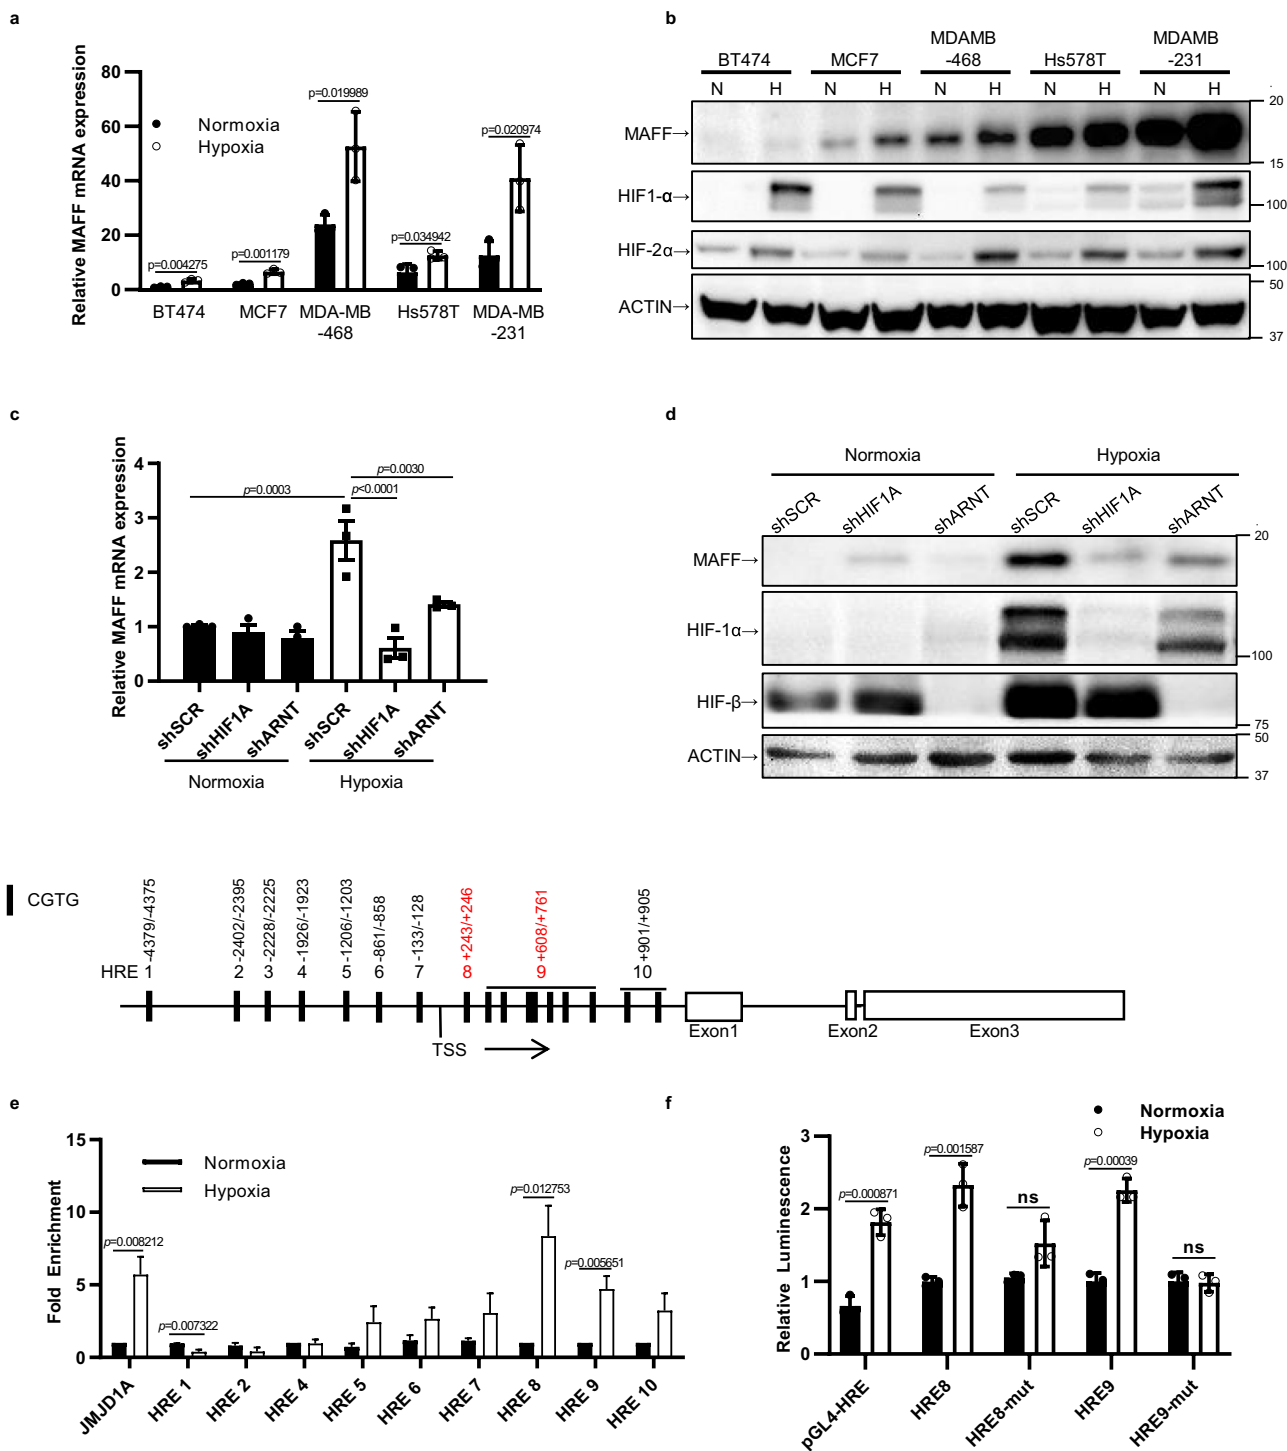 a
Relative MAFF mRNA expression
80
60
40
20
0
Normoxia
Hypoxia
p=0.004275
p=0.001179
p=0.019989
p=0.034942
p=0.020974
BT474
MCF7
MDA-MB
-468
Hs578T
MDA-MB
-231
b
BT474
MCF7
MDAMB
-468
Hs578T
MDAMB
-231
N H N H N H N H N H
MAFF→
20
15
HIF1-α→
100
HIF-2α→
100
ACTIN→
50
37
c
Relative MAFF mRNA expression
4
3
2
1
0
p=0.0003
p=0.0030
p<0.0001
shSCR
shHIF1A
shARNT
shSCR
shHIF1A
shARNT
Normoxia
Hypoxia
d
Normoxia
Hypoxia
shSCR
shHIF1A
shARNT
shSCR
shHIF1A
shARNT
MAFF→
20
HIF-1α→
100
HIF-β→
75
ACTIN→
50
37
CGTG
-4379/-4375
-2402/-2395
-2228/-2225
-1926/-1923
-1206/-1203
-861/-858
-133/-128
+243/+246
+608/+761
+901/+905
HRE 1 2 3 4 5 6 7 8 9 10
TSS
Exon1
Exon2
Exon3
e
Fold Enrichment
15
10
5
0
Normoxia
Hypoxia
p=0.008212
p=0.007322
p=0.012753
p=0.005651
JMJD1A
HRE 1
HRE 2
HRE 4
HRE 5
HRE 6
HRE 7
HRE 8
HRE 9
HRE 10
f
Normoxia
Hypoxia
Relative Luminescence
3
2
1
0
p=0.000871
p=0.001587
ns
p=0.00039
ns
pGL4-HRE
HRE8
HRE8-mut
HRE9
HRE9-mut